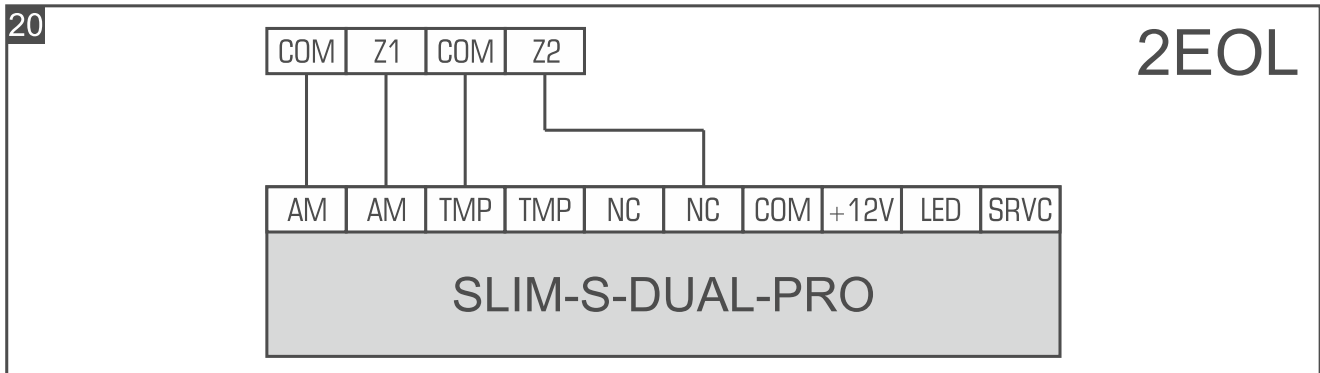 20
2EOL
COM Z1 COM Z2
AM AM TMP TMP NC NC COM +12V LED SRVC
SLIM-S-DUAL-PRO